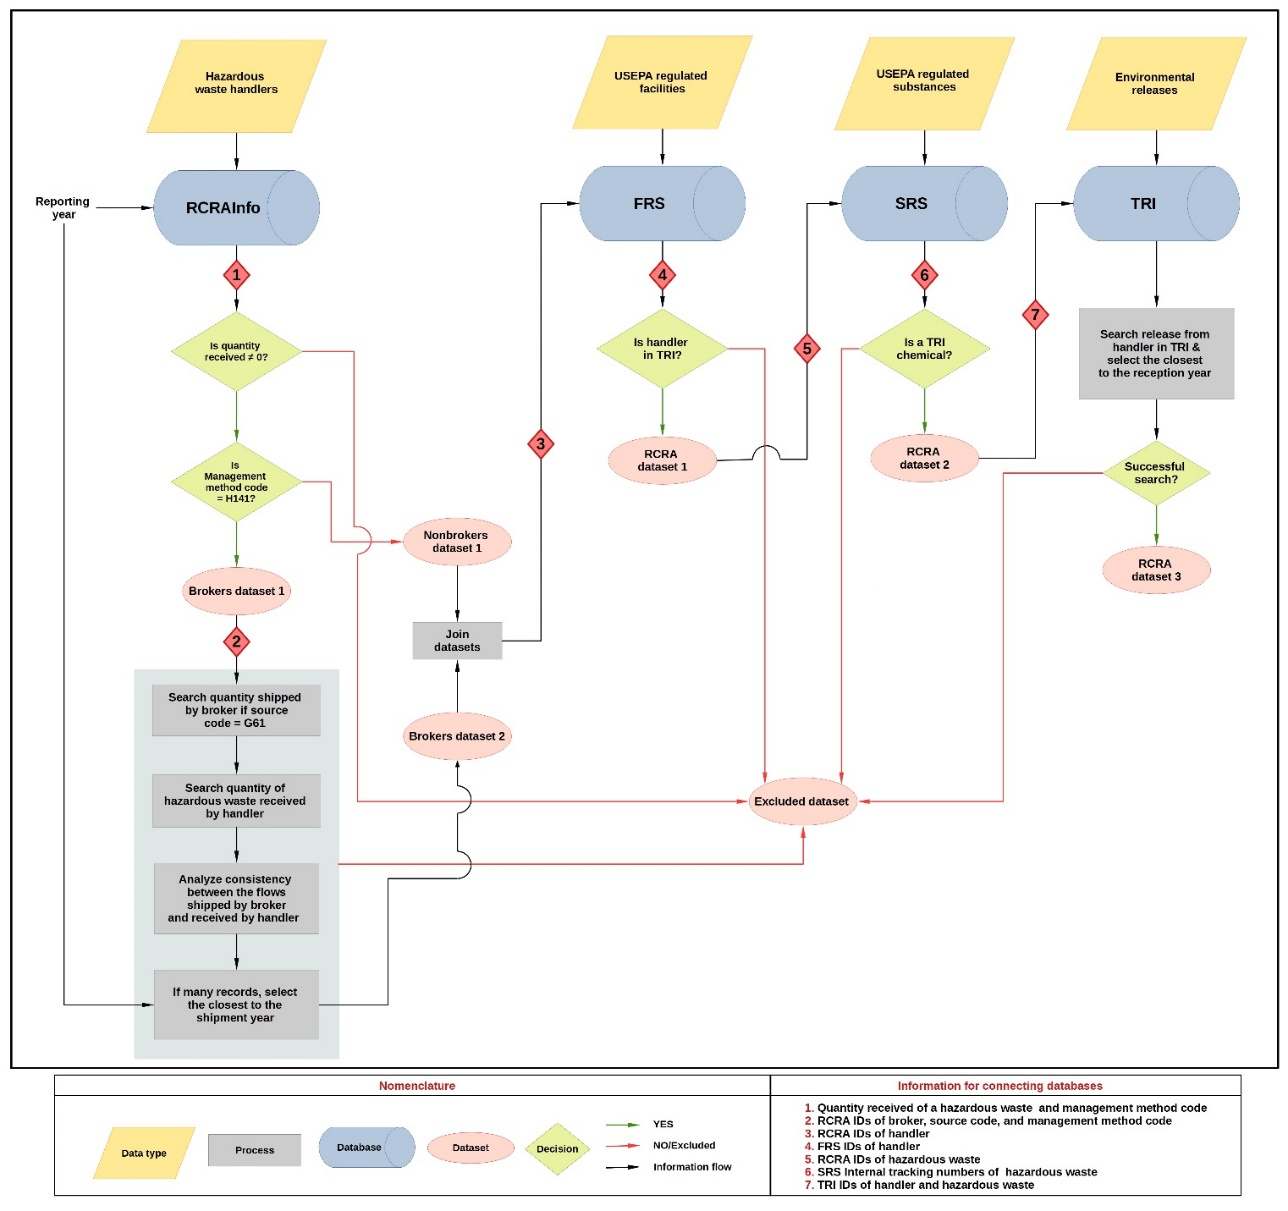 Hazardous
waste handlers
USEPA regulated
facilities
USEPA regulated
substances
Environmental
releases
Reporting
year
RCRAInfo
FRS
SRS
TRI
1
4
6
7
Is quantity
received ≠ 0?
Is handler
in TRI?
5
Is a TRI
chemical?
Search release from
handler in TRI &
select the closest
to the reception year
3
Is
Management
method code
= H141?
RCRA
dataset 1
RCRA
dataset 2
Successful
search?
Nonbrokers
dataset 1
RCRA
dataset 3
Brokers dataset 1
2
Join
datasets
Search quantity shipped
by broker if source
code = G61
Brokers dataset 2
Search quantity of
hazardous waste received
by handler
Excluded dataset
Analyze consistency
between the flows
shipped by broker
and received by handler
If many records, select
the closest to the
shipment year
Nomenclature
Data type
Process
Database
Dataset
Decision
YES
NO/Excluded
Information flow
Information for connecting databases
1. Quantity received of a hazardous waste and management method code
2. RCRA IDs of broker, source code, and management method code
3. RCRA IDs of handler
4. FRS IDs of handler
5. RCRA IDs of hazardous waste
6. SRS Internal tracking numbers of hazardous waste
7. TRI IDs of handler and hazardous waste